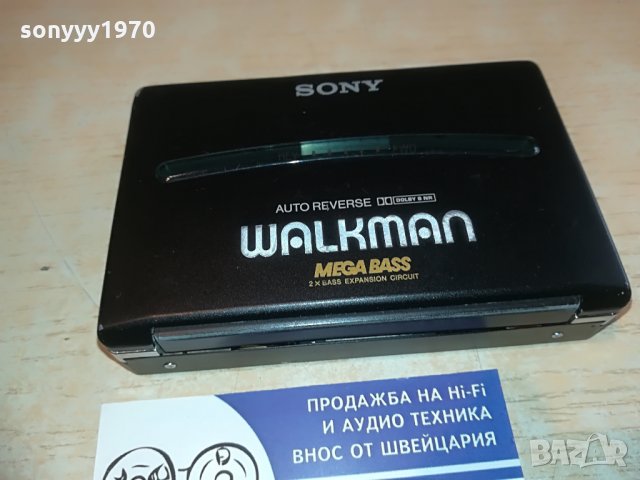 sonyyy1970
SONY
AUTO REVERSE DOLBY B NR
WALKMAN
MEGA BASS
2 X BASS EXPANSION CIRCUIT
ПРОДАЖБА НА Hi-Fi
И АУДИО ТЕХНИКА
ВНОС ОТ ШВЕЙЦАРИЯ
BAZAR